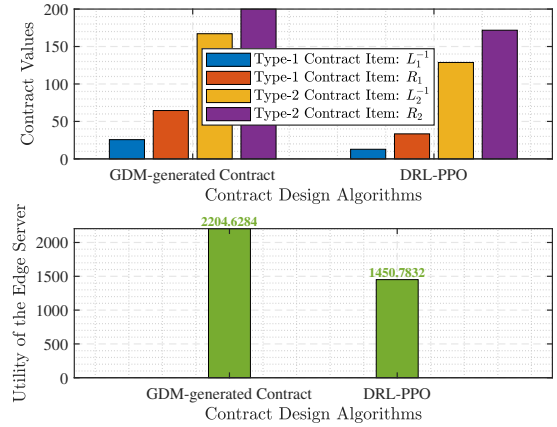 Contract Values
200
150
100
50
0
Type-1 Contract Item: $L_1^{-1}$
Type-1 Contract Item: $R_1$
Type-2 Contract Item: $L_2^{-1}$
Type-2 Contract Item: $R_2$
GDM-generated Contract DRL-PPO
Contract Design Algorithms
Utility of the Edge Server
2204.6284
1450.7832
2000
1500
1000
500
0
GDM-generated Contract DRL-PPO
Contract Design Algorithms